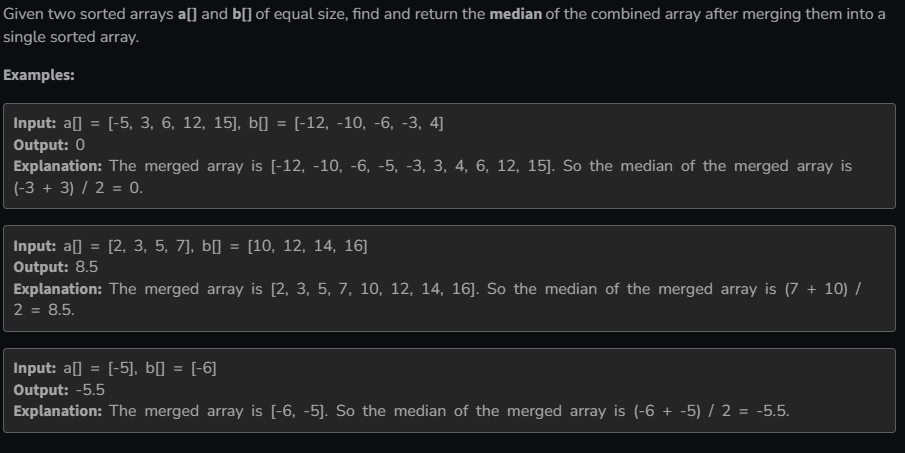 Given two sorted arrays a[] and b[] of equal size, find and return the median of the combined array after merging them into a
single sorted array.
Examples:
Input: a[] = [-5, 3, 6, 12, 15], b[] = [-12, -10, -6, -3, 4]
Output: 0
Explanation: The merged array is [-12, -10, -6, -5, -3, 3, 4, 6, 12, 15]. So the median of the merged array is
(-3 + 3) / 2 = 0.
Input: a[] = [2, 3, 5, 7], b[] = [10, 12, 14, 16]
Output: 8.5
Explanation: The merged array is [2, 3, 5, 7, 10, 12, 14, 16]. So the median of the merged array is (7 + 10) /
2 = 8.5.
Input: a[] = [-5], b[] = [-6]
Output: -5.5
Explanation: The merged array is [-6, -5]. So the median of the merged array is (-6 + -5) / 2 = -5.5.